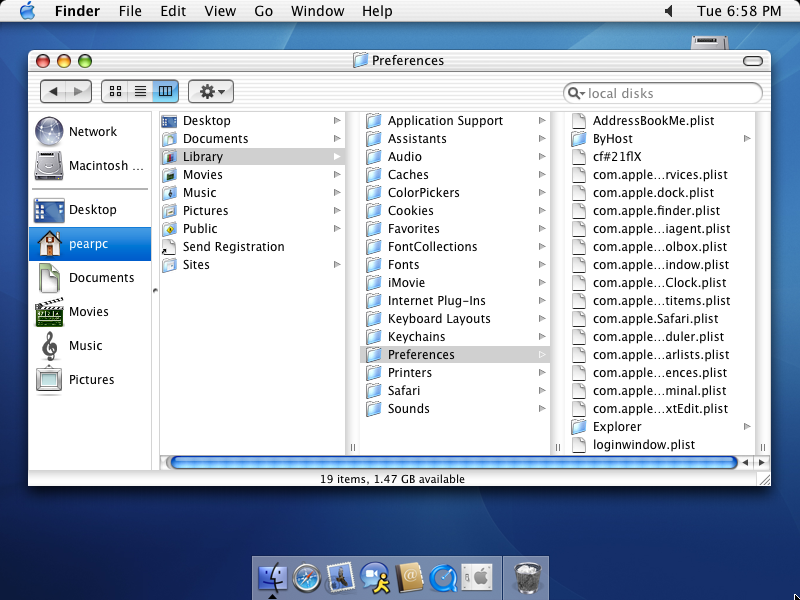 Finder File Edit View Go Window Help Tue 6:58 PM
Preferences
local disks
Network
Macintosh ...
Desktop
pearpc
Documents
Movies
Music
Pictures
Desktop
Documents
Library
Movies
Music
Pictures
Public
Send Registration
Sites
Application Support
Assistants
Audio
Caches
ColorPickers
Cookies
Favorites
FontCollections
Fonts
iMovie
Internet Plug-Ins
Keyboard Layouts
Keychains
Preferences
Printers
Safari
Sounds
AddressBookMe.plist
ByHost
cf#21flX
com.apple...rvices.plist
com.apple.dock.plist
com.apple.finder.plist
com.apple...iagent.plist
com.apple...olbox.plist
com.apple...indow.plist
com.apple...Clock.plist
com.apple...titems.plist
com.apple.Safari.plist
com.apple...duler.plist
com.apple...arlists.plist
com.apple...ences.plist
com.apple...minal.plist
com.apple...xtEdit.plist
Explorer
loginwindow.plist
19 items, 1.47 GB available